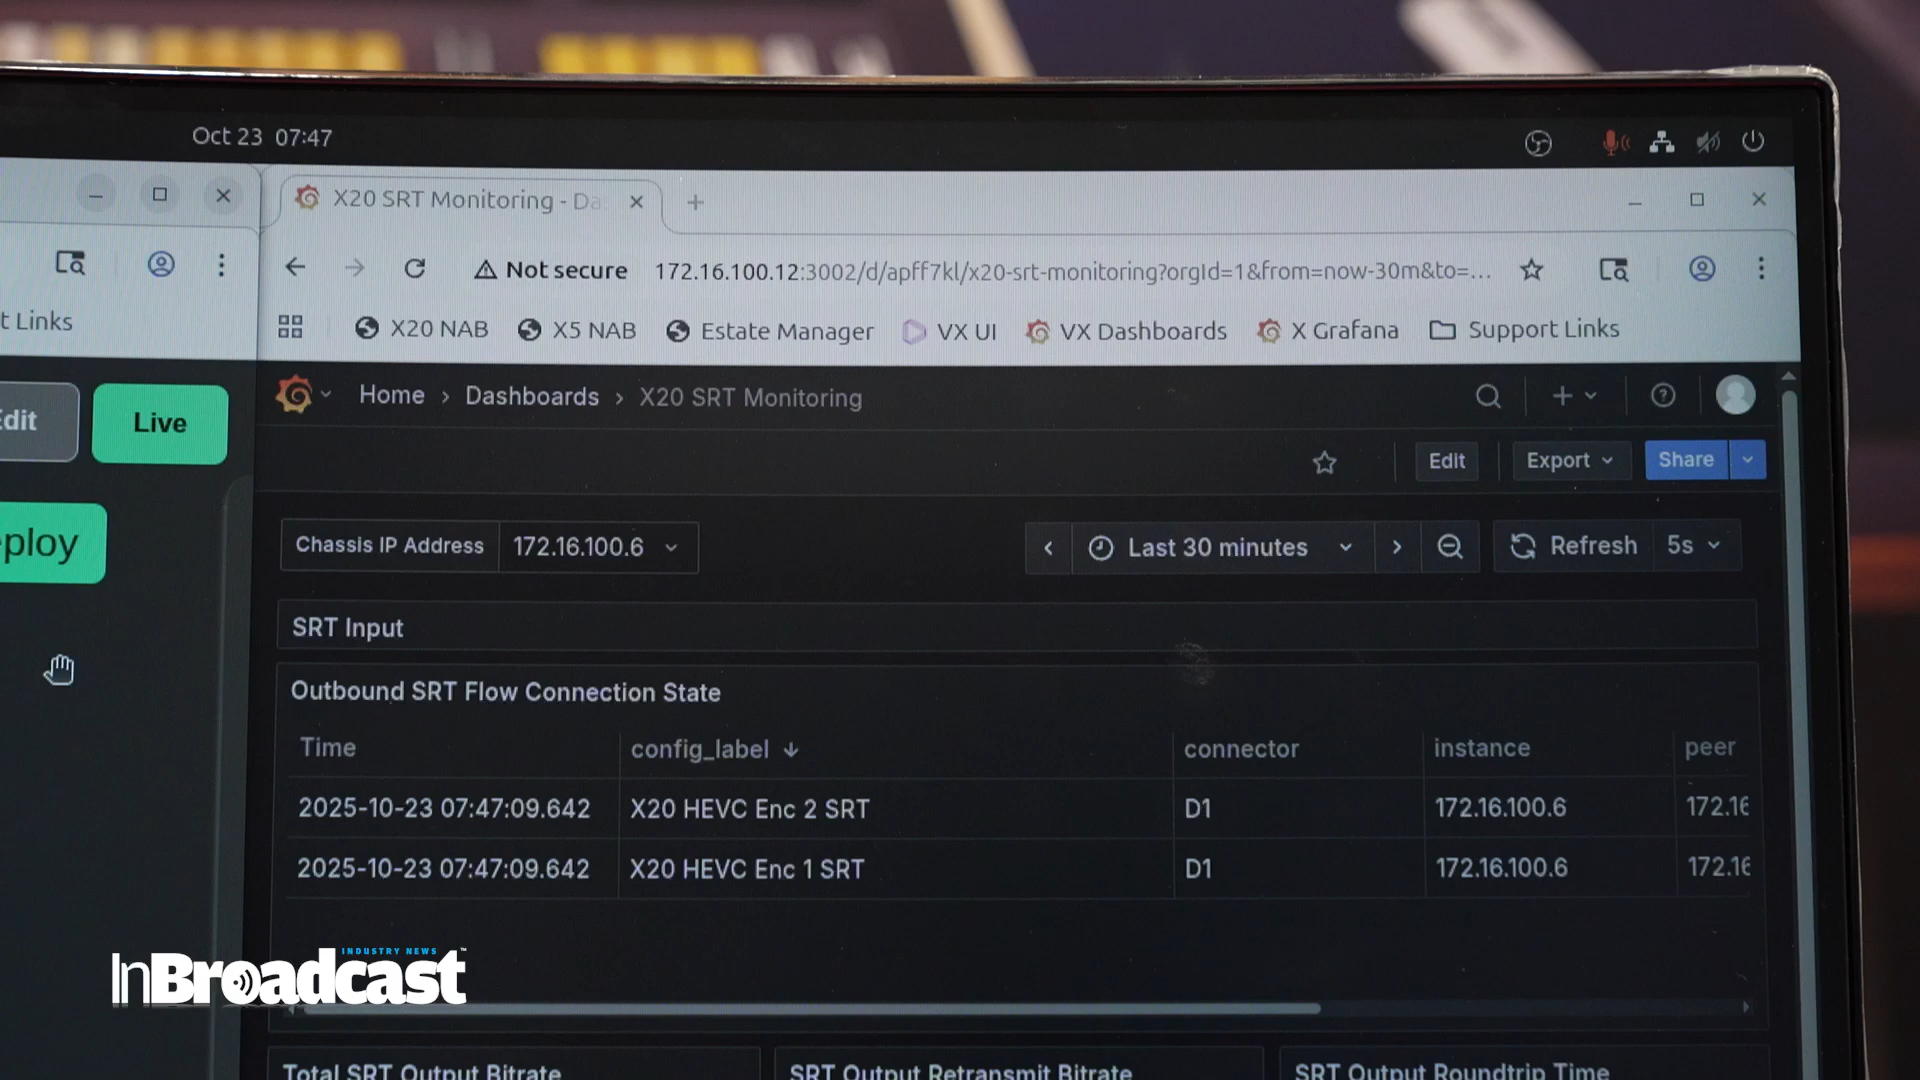 Oct 23 07:47
X20 SRT Monitoring - Da
Not secure 172.16.100.12:3002/d/apff7kl/x20-srt-monitoring?orgId=1&from=now-30m&to=...
t Links
X20 NAB X5 NAB Estate Manager VX UI VX Dashboards X Grafana Support Links
Edit Live
Home › Dashboards › X20 SRT Monitoring
Edit Export Share
ploy
Chassis IP Address 172.16.100.6 Last 30 minutes Refresh 5s
SRT Input
Outbound SRT Flow Connection State
Time config_label connector instance peer
2025-10-23 07:47:09.642 X20 HEVC Enc 2 SRT D1 172.16.100.6 172.16
2025-10-23 07:47:09.642 X20 HEVC Enc 1 SRT D1 172.16.100.6 172.16
INDUSTRY NEWS
InBroadcast™
Total SRT Output Bitrate SRT Output Retransmit Bitrate SRT Output Roundtrip Time